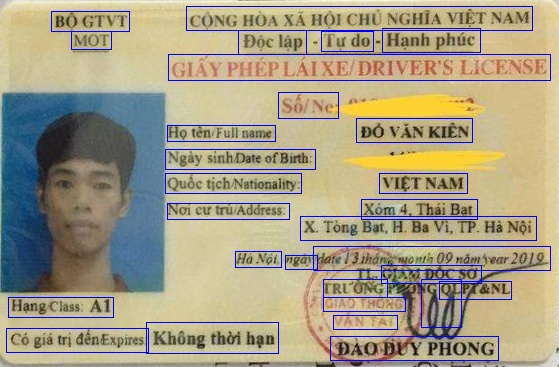 BỘ GTVT
MOT
CỘNG HÒA XÃ HỘI CHỦ NGHĨA VIỆT NAM
Độc lập - Tự do - Hạnh phúc
GIẤY PHÉP LÁI XE/ DRIVER'S LICENSE
Số/ No:
Họ tên/Full name ĐỖ VĂN KIÊN
Ngày sinh/Date of Birth:
Quốc tịch/Nationality: VIỆT NAM
Nơi cư trú/Address: Xóm 4, Thái Bạt
X. Tòng Bạt, H. Ba Vì, TP. Hà Nội
Hà Nội, ngày/date 13 tháng/month 09 năm/year 2019
TL. GIÁM ĐỐC SỞ
TRƯỞNG PHÒNG QLPT&NL
GIAO THÔNG
VẬN TẢI
Hạng/Class: A1
Có giá trị đến/Expires: Không thời hạn
ĐÀO DUY PHONG